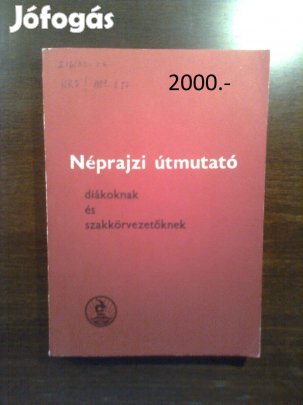 Jófogás
2000.-
Néprajzi útmutató
diákoknak
és
szakkörvezetőknek